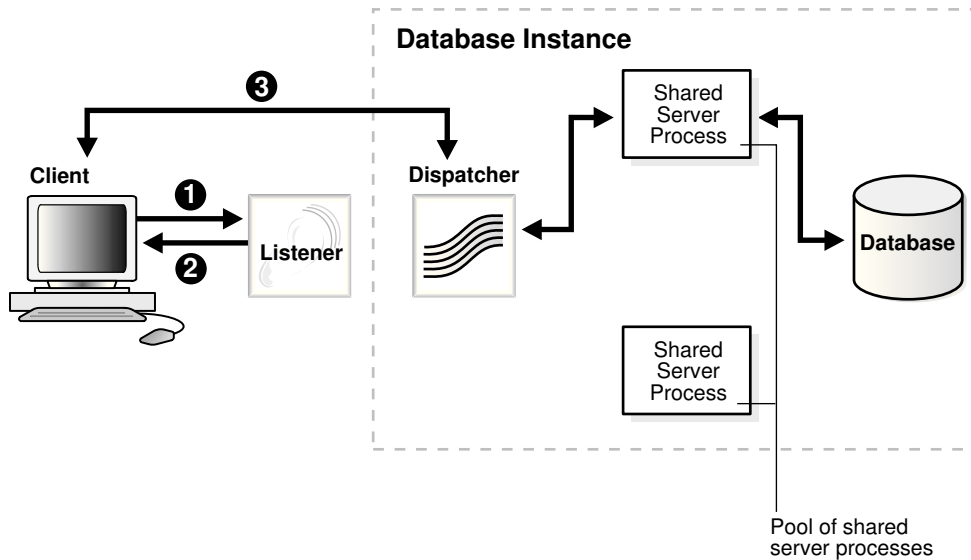 Database Instance
3
Shared
Server
Process
Client
Dispatcher
1
2
Listener
Database
Shared
Server
Process
Pool of shared
server processes